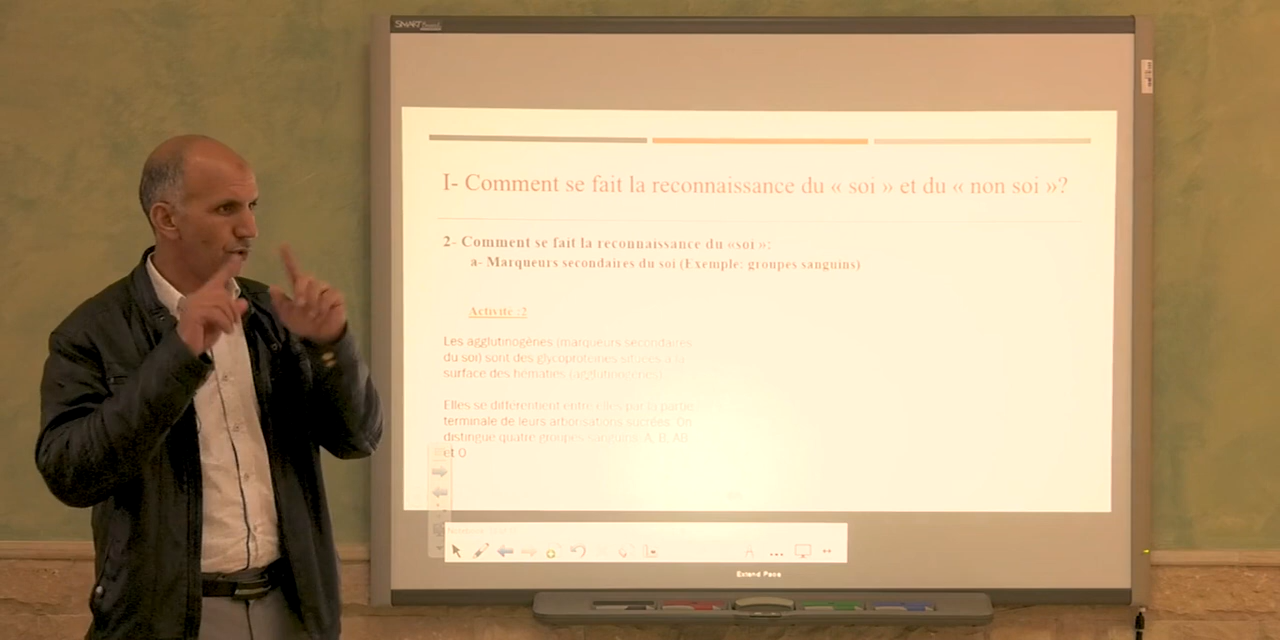 SMART Board
I- Comment se fait la reconnaissance du « soi » et du « non soi »?
2- Comment se fait la reconnaissance du «soi »:
a- Marqueurs secondaires du soi (Exemple: groupes sanguins)
Activité :2
Les agglutinogènes (marqueurs secondaires
du soi) sont des glycoprotéines situées à la
surface des hématies (agglutinogènes)
Elles se différentient entre elles par la partie
terminale de leurs arborisations sucrées. On
distingue quatre groupes sanguins A, B, AB
et O
Extend Page